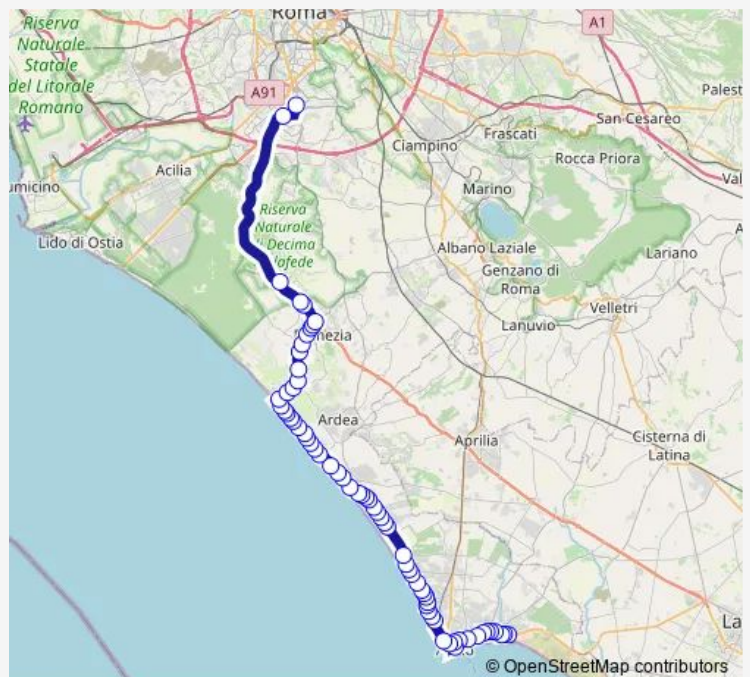 Roma
Riserva
Naturale
Statale
del Litorale
Romano
A1
A91
Palest
San Cesareo
Frascati
Ciampino
Rocca Priora
Acilia
Val
umicino
Marino
Riserva
Naturale
Decima
Lido di Ostia
Albano Laziale
Lariano
Genzano di
Roma
Velletri
Lanuvio
ezia
Ardea
Aprilia
Cisterna di
Latina
La
© OpenStreetMap contributors